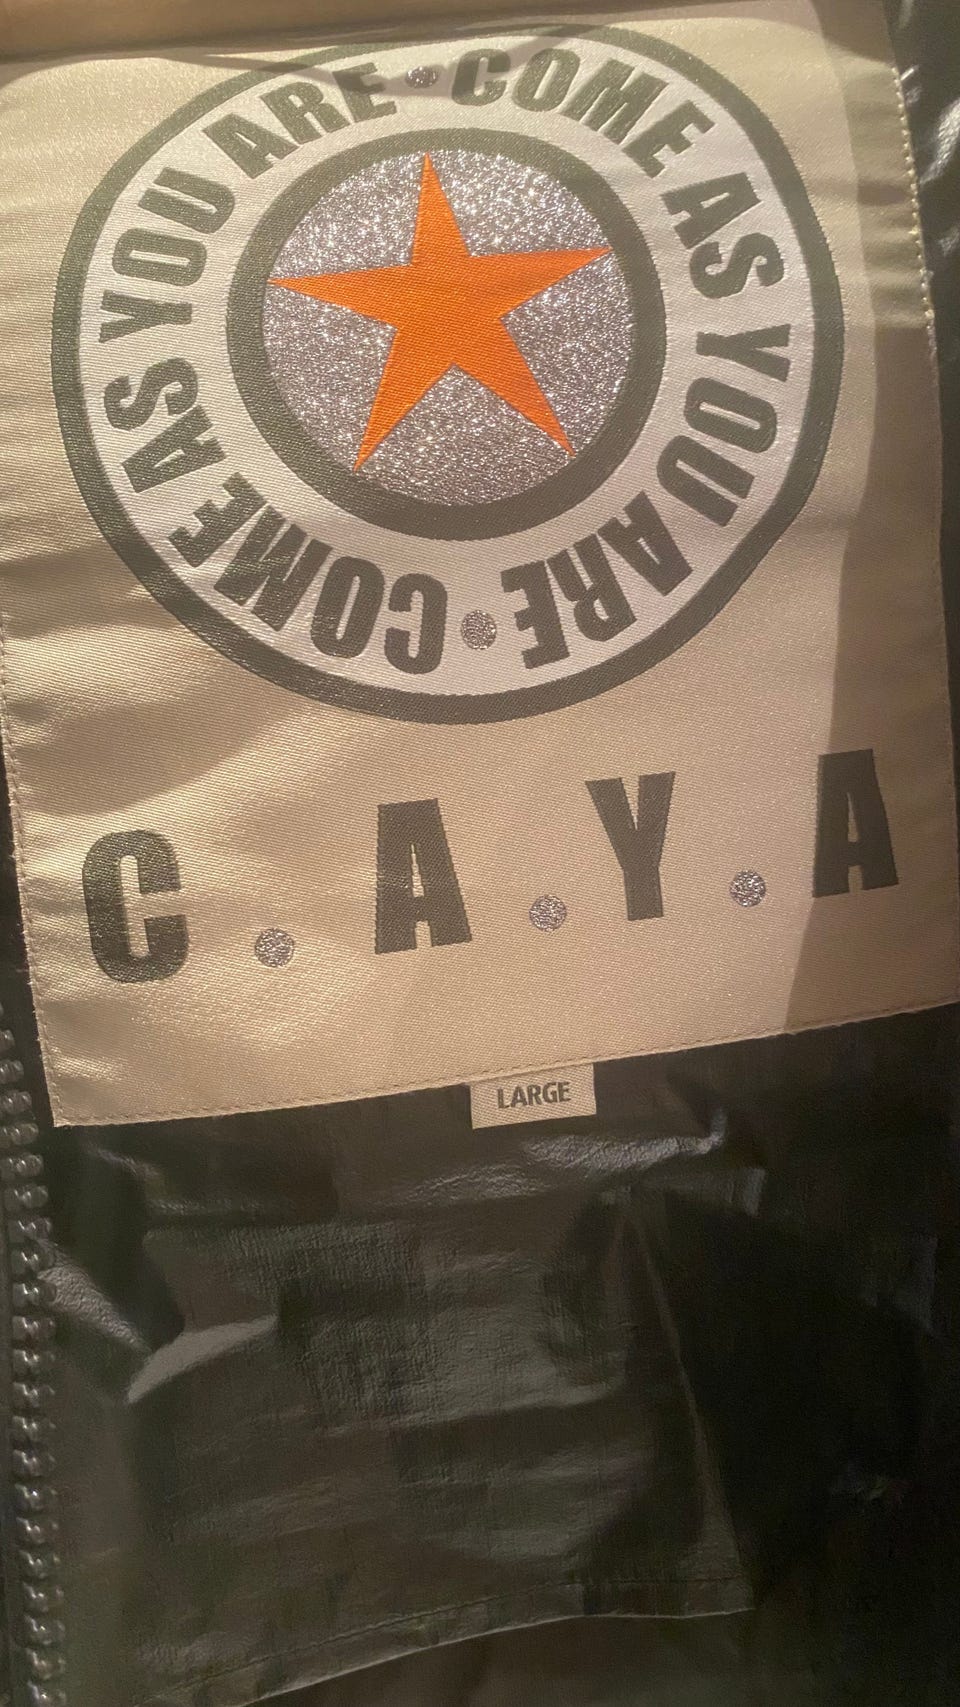 COME AS YOU ARE • COME AS YOU ARE •
C.A.Y.A
LARGE